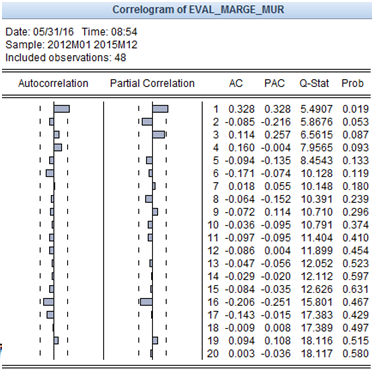 Correlogram of EVAL_MARGE_MUR
Date: 05/31/16 Time: 08:54
Sample: 2012M01 2015M12
Included observations: 48
Autocorrelation Partial Correlation AC PAC Q-Stat Prob
1 0.328 0.328 5.4907 0.019
2 -0.085 -0.216 5.8676 0.053
3 0.114 0.257 6.5615 0.087
4 0.160 -0.004 7.9565 0.093
5 -0.094 -0.135 8.4543 0.133
6 -0.171 -0.074 10.128 0.119
7 0.018 0.055 10.148 0.180
8 -0.064 -0.152 10.391 0.239
9 -0.072 0.114 10.710 0.296
10 -0.036 -0.095 10.791 0.374
11 -0.097 -0.095 11.404 0.410
12 -0.086 0.004 11.899 0.454
13 -0.047 -0.056 12.052 0.523
14 -0.029 -0.020 12.112 0.597
15 -0.084 -0.035 12.626 0.631
16 -0.206 -0.251 15.801 0.467
17 -0.143 -0.015 17.383 0.429
18 -0.009 0.008 17.389 0.497
19 0.094 0.108 18.116 0.515
20 0.003 -0.036 18.117 0.580